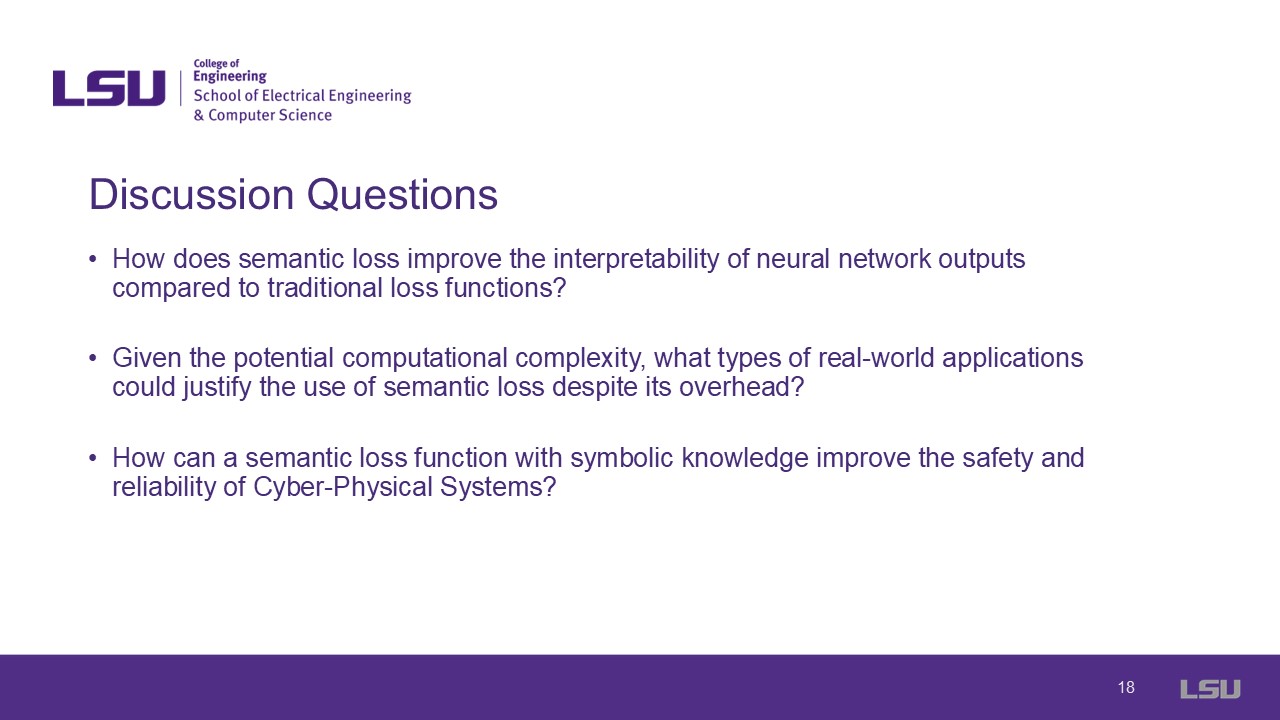 LSU
College of
Engineering
School of Electrical Engineering
& Computer Science
Discussion Questions
• How does semantic loss improve the interpretability of neural network outputs
compared to traditional loss functions?
• Given the potential computational complexity, what types of real-world applications
could justify the use of semantic loss despite its overhead?
• How can a semantic loss function with symbolic knowledge improve the safety and
reliability of Cyber-Physical Systems?
18
LSU